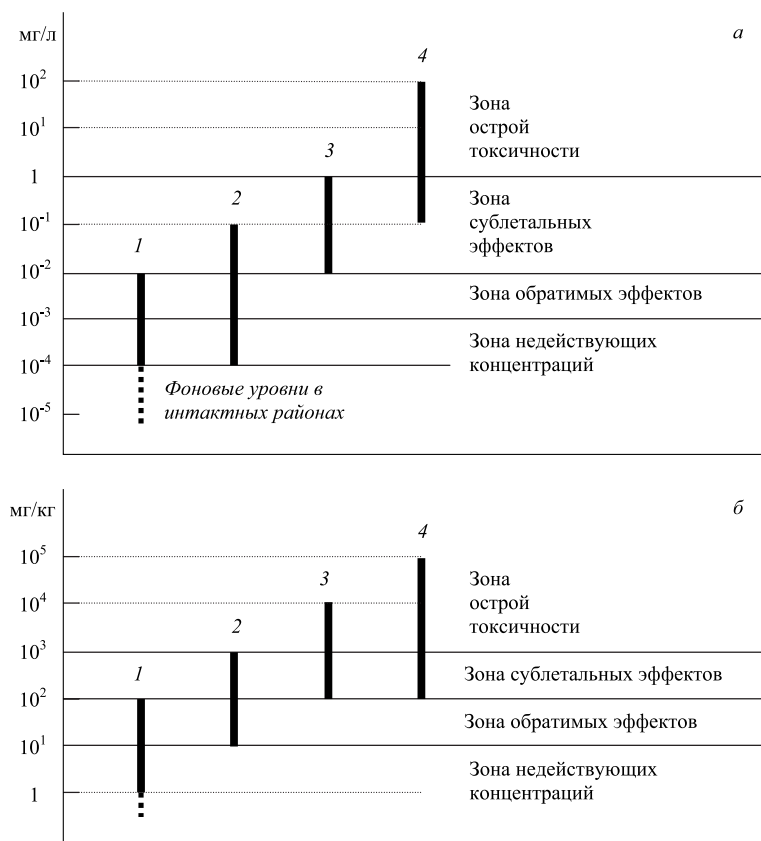 мг/л
а
4
10²
Зона
острой
токсичности
10¹
3
1
2
Зона
сублетальных
эффектов
10⁻¹
1
10⁻²
Зона обратимых эффектов
10⁻³
Зона недействующих
концентраций
10⁻⁴
Фоновые уровни в
интактных районах
10⁻⁵
мг/кг
б
4
10⁵
3
Зона
острой
токсичности
10⁴
2
10³
1
Зона сублетальных эффектов
10²
Зона обратимых эффектов
10¹
Зона недействующих
концентраций
1